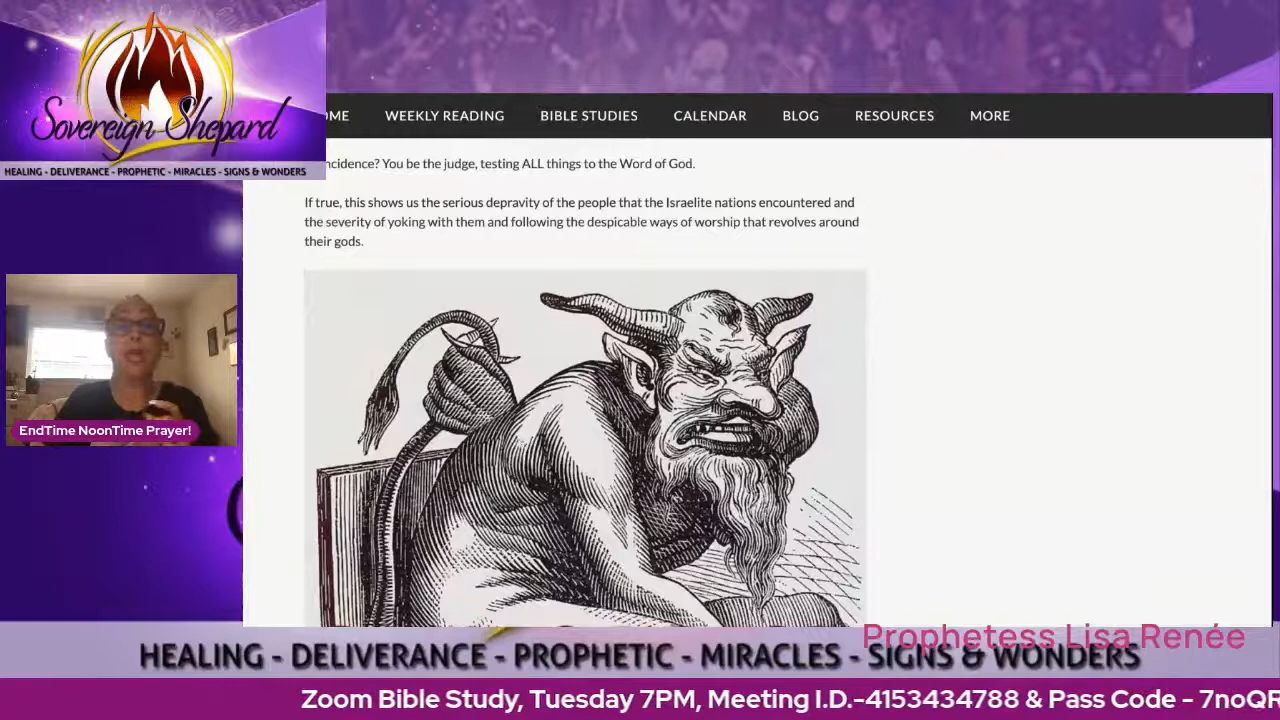 Sovereign Shepard
HEALING - DELIVERANCE - PROPHETIC - MIRACLES - SIGNS & WONDERS
OME WEEKLY READING BIBLE STUDIES CALENDAR BLOG RESOURCES MORE
ncidence? You be the judge, testing ALL things to the Word of God.
If true, this shows us the serious depravity of the people that the Israelite nations encountered and
the severity of yoking with them and following the despicable ways of worship that revolves around
their gods.
EndTime NoonTime Prayer!
Prophetess Lisa Renée
HEALING - DELIVERANCE - PROPHETIC - MIRACLES - SIGNS & WONDERS
Zoom Bible Study, Tuesday 7PM, Meeting I.D.-4153434788 & Pass Code - 7noQR